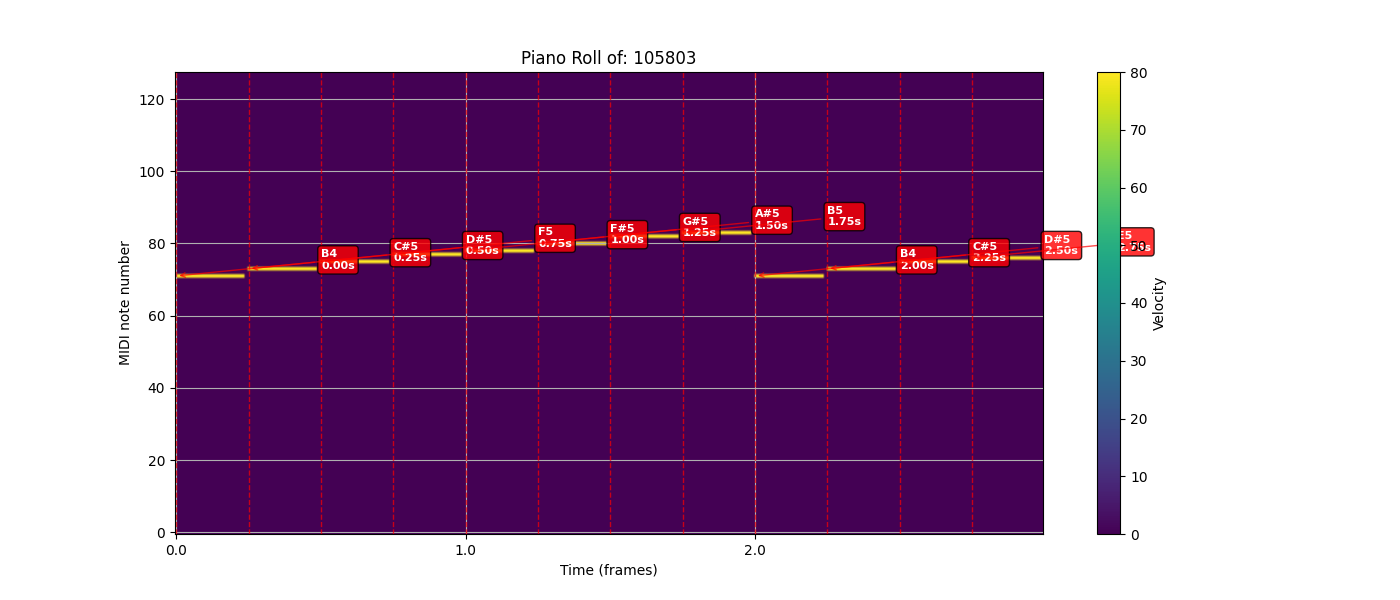 Piano Roll of: 105803
MIDI note number
120
100
80
60
40
20
0
B4
0.00s
C#5
0.25s
D#5
0.50s
F5
0.75s
F#5
1.00s
G#5
1.25s
A#5
1.50s
B5
1.75s
B4
2.00s
C#5
2.25s
D#5
2.50s
0.0
1.0
2.0
Time (frames)
80
70
60
50
40
30
20
10
0
Velocity